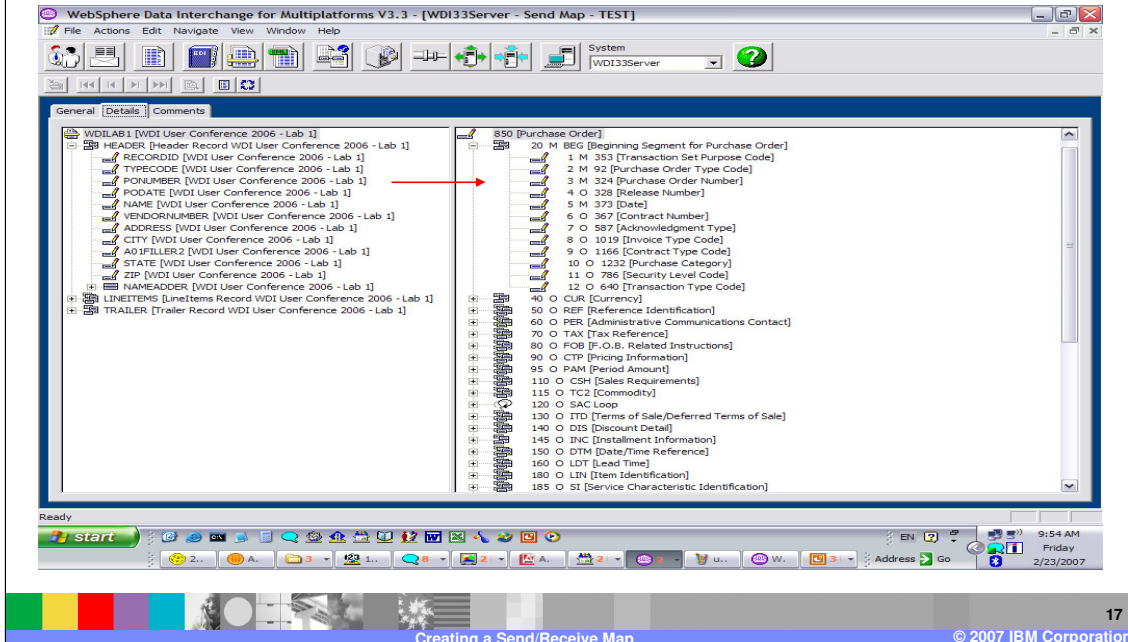 WebSphere Data Interchange for Multiplatforms V3.3 - [WDI33Server - Send Map - TEST]
File Actions Edit Navigate View Window Help
System
WDI33Server
General Details Comments
WDILAB1 [WDI User Conference 2006 - Lab 1]
HEADER [Header Record WDI User Conference 2006 - Lab 1]
RECORDID [WDI User Conference 2006 - Lab 1]
TYPECODE [WDI User Conference 2006 - Lab 1]
PONUMBER [WDI User Conference 2006 - Lab 1]
PODATE [WDI User Conference 2006 - Lab 1]
NAME [WDI User Conference 2006 - Lab 1]
VENDORNUMBER [WDI User Conference 2006 - Lab 1]
ADDRESS [WDI User Conference 2006 - Lab 1]
CITY [WDI User Conference 2006 - Lab 1]
A01FILLER2 [WDI User Conference 2006 - Lab 1]
STATE [WDI User Conference 2006 - Lab 1]
ZIP [WDI User Conference 2006 - Lab 1]
NAMEADDER [WDI User Conference 2006 - Lab 1]
LINEITEMS [LineItems Record WDI User Conference 2006 - Lab 1]
TRAILER [Trailer Record WDI User Conference 2006 - Lab 1]
850 [Purchase Order]
20 M BEG [Beginning Segment for Purchase Order]
1 M 353 [Transaction Set Purpose Code]
2 M 92 [Purchase Order Type Code]
3 M 324 [Purchase Order Number]
4 O 328 [Release Number]
5 M 373 [Date]
6 O 367 [Contract Number]
7 O 587 [Acknowledgment Type]
8 O 1019 [Invoice Type Code]
9 O 1166 [Contract Type Code]
10 O 1232 [Purchase Category]
11 O 786 [Security Level Code]
12 O 640 [Transaction Type Code]
40 O CUR [Currency]
50 O REF [Reference Identification]
60 O PER [Administrative Communications Contact]
70 O TAX [Tax Reference]
80 O FOB [F.O.B. Related Instructions]
90 O CTP [Pricing Information]
95 O PAM [Period Amount]
110 O CSH [Sales Requirements]
115 O TC2 [Commodity]
120 O SAC Loop
130 O ITD [Terms of Sale/Deferred Terms of Sale]
140 O DIS [Discount Detail]
145 O INC [Installment Information]
150 O DTM [Date/Time Reference]
160 O LDT [Lead Time]
180 O LIN [Item Identification]
185 O SI [Service Characteristic Identification]
Ready
start
EN
9:54 AM
2.. A. 3 1.. 8 2 A. 2 2 u.. W. 3 Address Go
Friday
2/23/2007
17
Creating a Send/Receive Map
© 2007 IBM Corporation